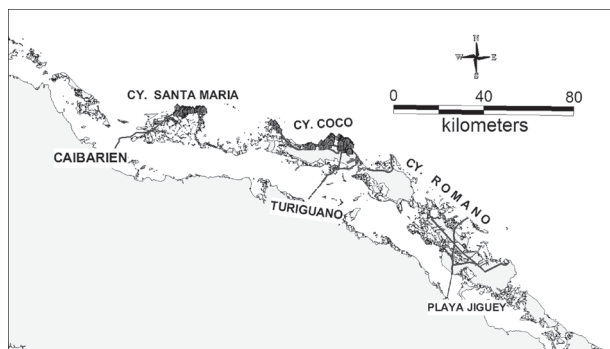 N
W E
S
CY. SANTA MARIA
0 40 80
kilometers
CY. COCO
CAIBARIEN
CY. ROMANO
TURIGUANO
PLAYA JIGUEY